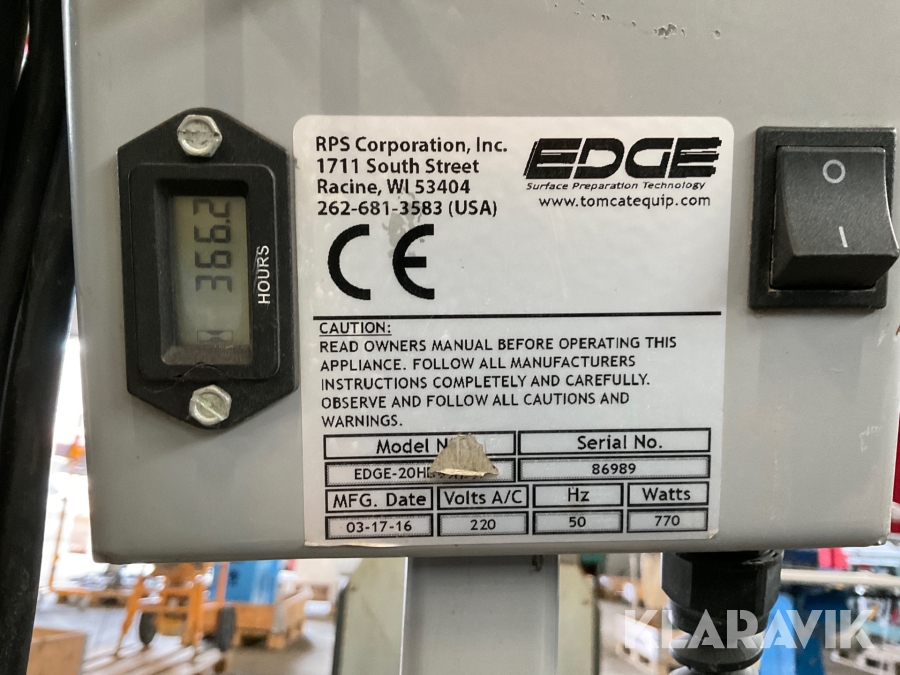 366.2
HOURS
RPS Corporation, Inc.
1711 South Street
Racine, WI 53404
262-681-3583 (USA)
EDGE
Surface Preparation Technology
www.tomcatequip.com
CE
CAUTION:
READ OWNERS MANUAL BEFORE OPERATING THIS
APPLIANCE. FOLLOW ALL MANUFACTURERS
INSTRUCTIONS COMPLETELY AND CAREFULLY.
OBSERVE AND FOLLOW ALL CAUTIONS AND
WARNINGS.
Model Serial No.
86989
MFG. Date Volts A/C Hz Watts
03-17-16 220 50 770
O
I
KLARAVIK